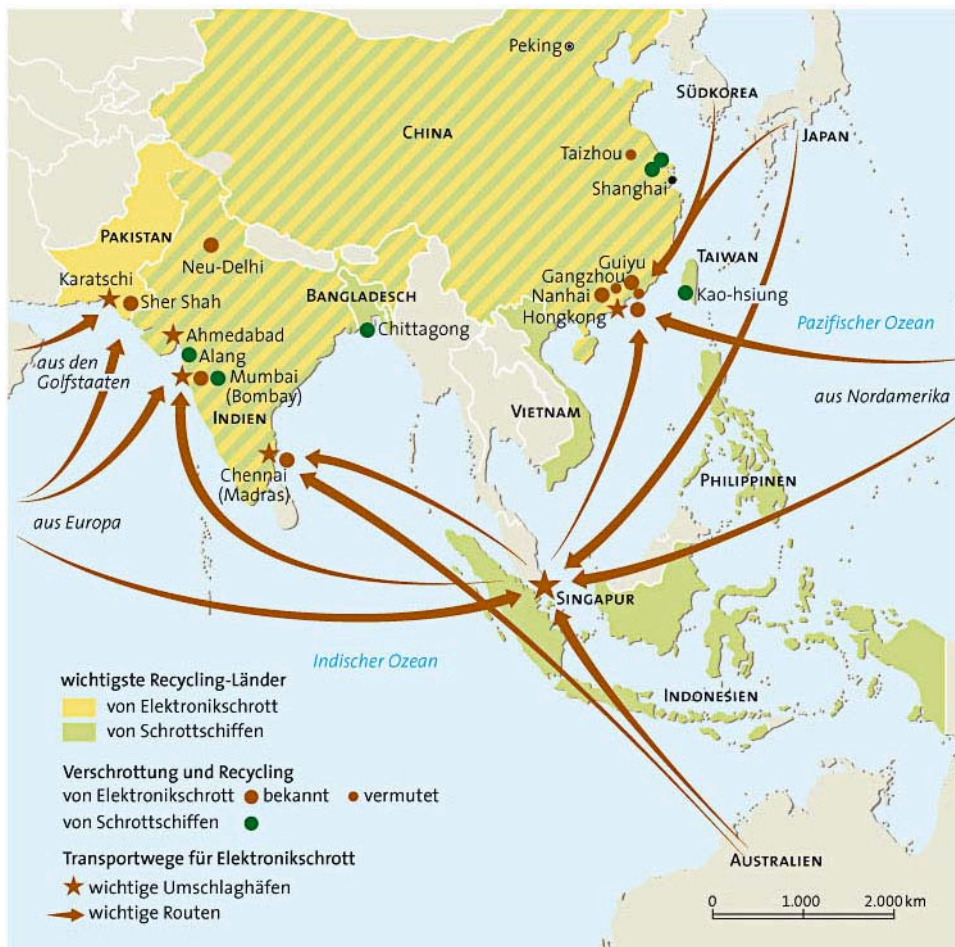 Peking
SÜDKOREA
JAPAN
CHINA
Taizhou
Shanghai
PAKISTAN
Karatschi
Neu-Delhi
Sher Shah
BANGLADESCH
Guiyu
Gangzhou
Nanhai
Hongkong
TAIWAN
Kao-hsiung
Ahmedabad
Chittagong
Pazifischer Ozean
aus den
Golfstaaten
Alang
Mumbai
(Bombay)
INDIEN
VIETNAM
aus Nordamerika
Chennai
(Madras)
PHILIPPINEN
aus Europa
SINGAPUR
Indischer Ozean
INDONESIEN
wichtigste Recycling-Länder
von Elektronikschrott
von Schrottschiffen
Verschrottung und Recycling
von Elektronikschrott bekannt vermutet
von Schrottschiffen
Transportwege für Elektronikschrott
wichtige Umschlaghäfen
wichtige Routen
AUSTRALIEN
0 1.000 2.000 km